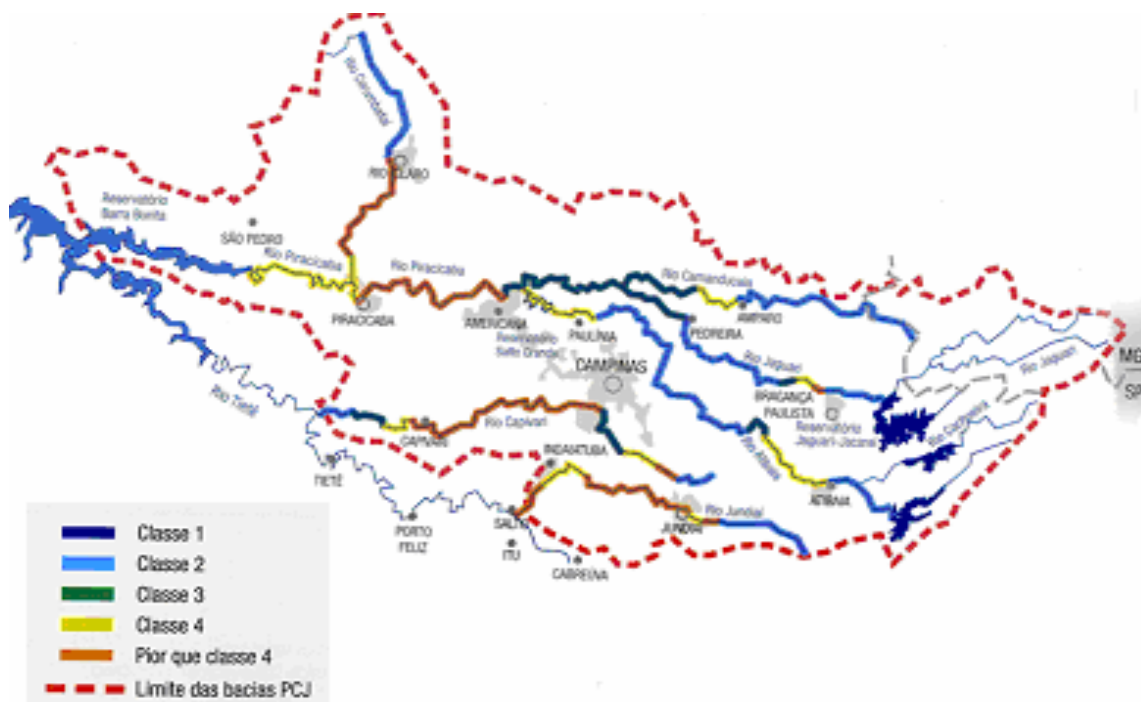 Rio Corumbataí
RIO CLARO
Reservatório
Barra Bonita
SÃO PEDRO
Rio Piracicaba
Rio Piracicaba
Rio Camanducaia
PIRACICABA
AMERICANA
Reservatório
Salto Grande
PAULÍNIA
PEDREIRA
AMPARO
CAMPINAS
Rio Jaguari
Rio Jaguari
MG
SP
BRAGANÇA
PAULISTA
Reservatório
Jaguari-Jacareí
Rio Cachoeira
Rio Tietê
CAPIVARI
Rio Capivari
INDAIATUBA
Rio Atibaia
ATIBAIA
TIETÊ
PORTO
FELIZ
SALTO
ITU
CABREÚVA
JUNDIAÍ
Rio Jundiaí
Classe 1
Classe 2
Classe 3
Classe 4
Pior que classe 4
Limite das bacias PCJ